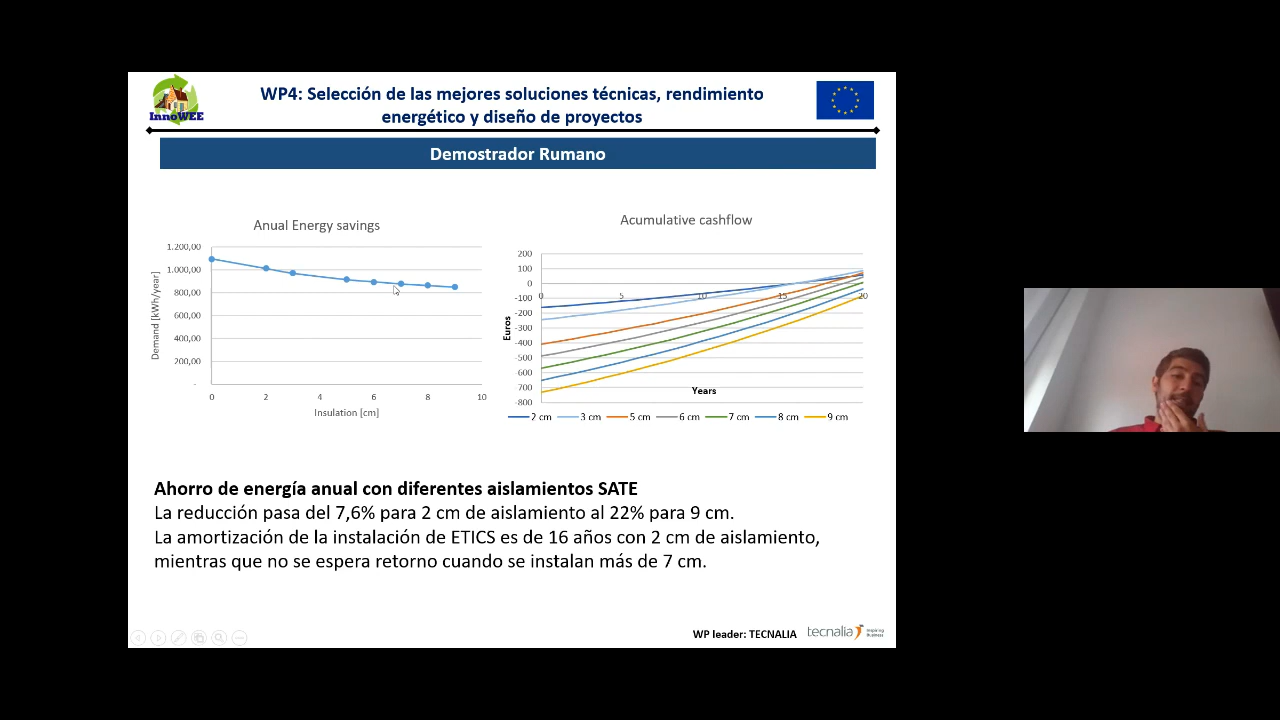 InnoWEE
WP4: Selección de las mejores soluciones técnicas, rendimiento
energético y diseño de proyectos
Demostrador Rumano
Anual Energy savings
1.200,00
1.000,00
800,00
600,00
400,00
200,00
-
Demand [kWh/year]
0 2 4 6 8 10
Insulation [cm]
Acumulative cashflow
200
100
0
-100
-200
-300
-400
-500
-600
-700
-800
Euros
0 5 10 15 20
Years
2 cm 3 cm 5 cm 6 cm 7 cm 8 cm 9 cm
Ahorro de energía anual con diferentes aislamientos SATE
La reducción pasa del 7,6% para 2 cm de aislamiento al 22% para 9 cm.
La amortización de la instalación de ETICS es de 16 años con 2 cm de aislamiento,
mientras que no se espera retorno cuando se instalan más de 7 cm.
WP leader: TECNALIA
tecnalia
Inspiring
Business